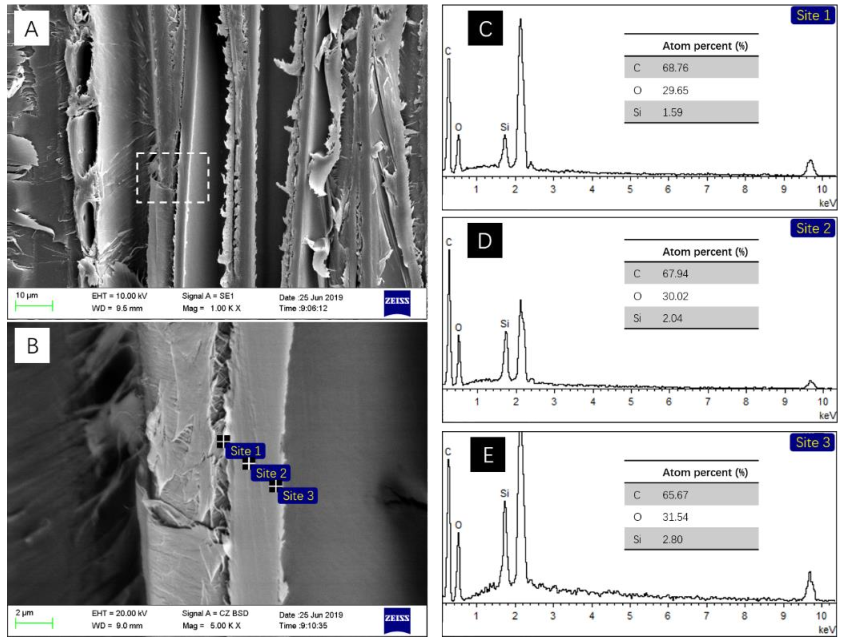 A
10 µm
EHT = 10.00 kV
Signal A = SE1
Date :25 Jun 2019
WD = 9.5 mm
Mag = 1.00 K X
Time :9:06:12
ZEISS
B
Site 1
Site 2
Site 3
2 µm
EHT = 20.00 kV
Signal A = CZ BSD
Date :25 Jun 2019
WD = 9.0 mm
Mag = 5.00 K X
Time :9:10:35
ZEISS
C
Site 1
Atom percent (%)
C 68.76
O 29.65
Si 1.59
C
O
Si
1 2 3 4 5 6 7 8 9 10
keV
D
Site 2
Atom percent (%)
C 67.94
O 30.02
Si 2.04
C
O
Si
1 2 3 4 5 6 7 8 9 10
keV
E
Site 3
Atom percent (%)
C 65.67
O 31.54
Si 2.80
C
O
Si
1 2 3 4 5 6 7 8 9 10
keV